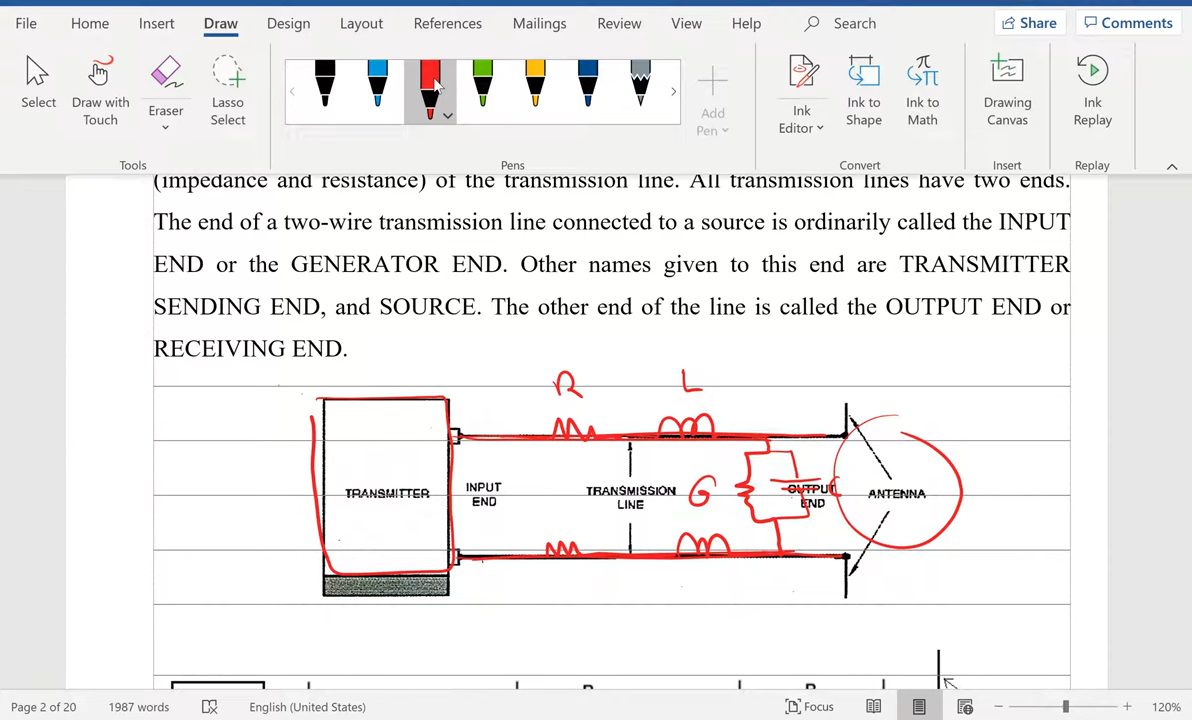 File Home Insert Draw Design Layout References Mailings Review View Help Search Share Comments
Select
Draw with
Touch
Eraser
Lasso
Select
Add
Pen
Ink
Editor
Ink to
Shape
Ink to
Math
Drawing
Canvas
Ink
Replay
Tools Pens Convert Insert Replay
(impedance and resistance) of the transmission line. All transmission lines have two ends.
The end of a two-wire transmission line connected to a source is ordinarily called the INPUT
END or the GENERATOR END. Other names given to this end are TRANSMITTER
SENDING END, and SOURCE. The other end of the line is called the OUTPUT END or
RECEIVING END.
R L
TRANSMITTER
INPUT
END
TRANSMISSION
LINE
G
OUTPUT
END
C
ANTENNA
Page 2 of 20 1987 words English (United States) Focus 120%